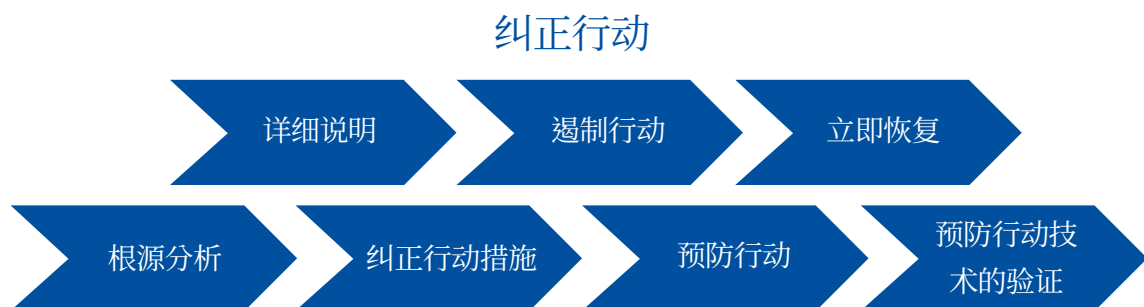 纠正行动
详细说明
遏制行动
立即恢复
根源分析
纠正行动措施
预防行动
预防行动技
术的验证